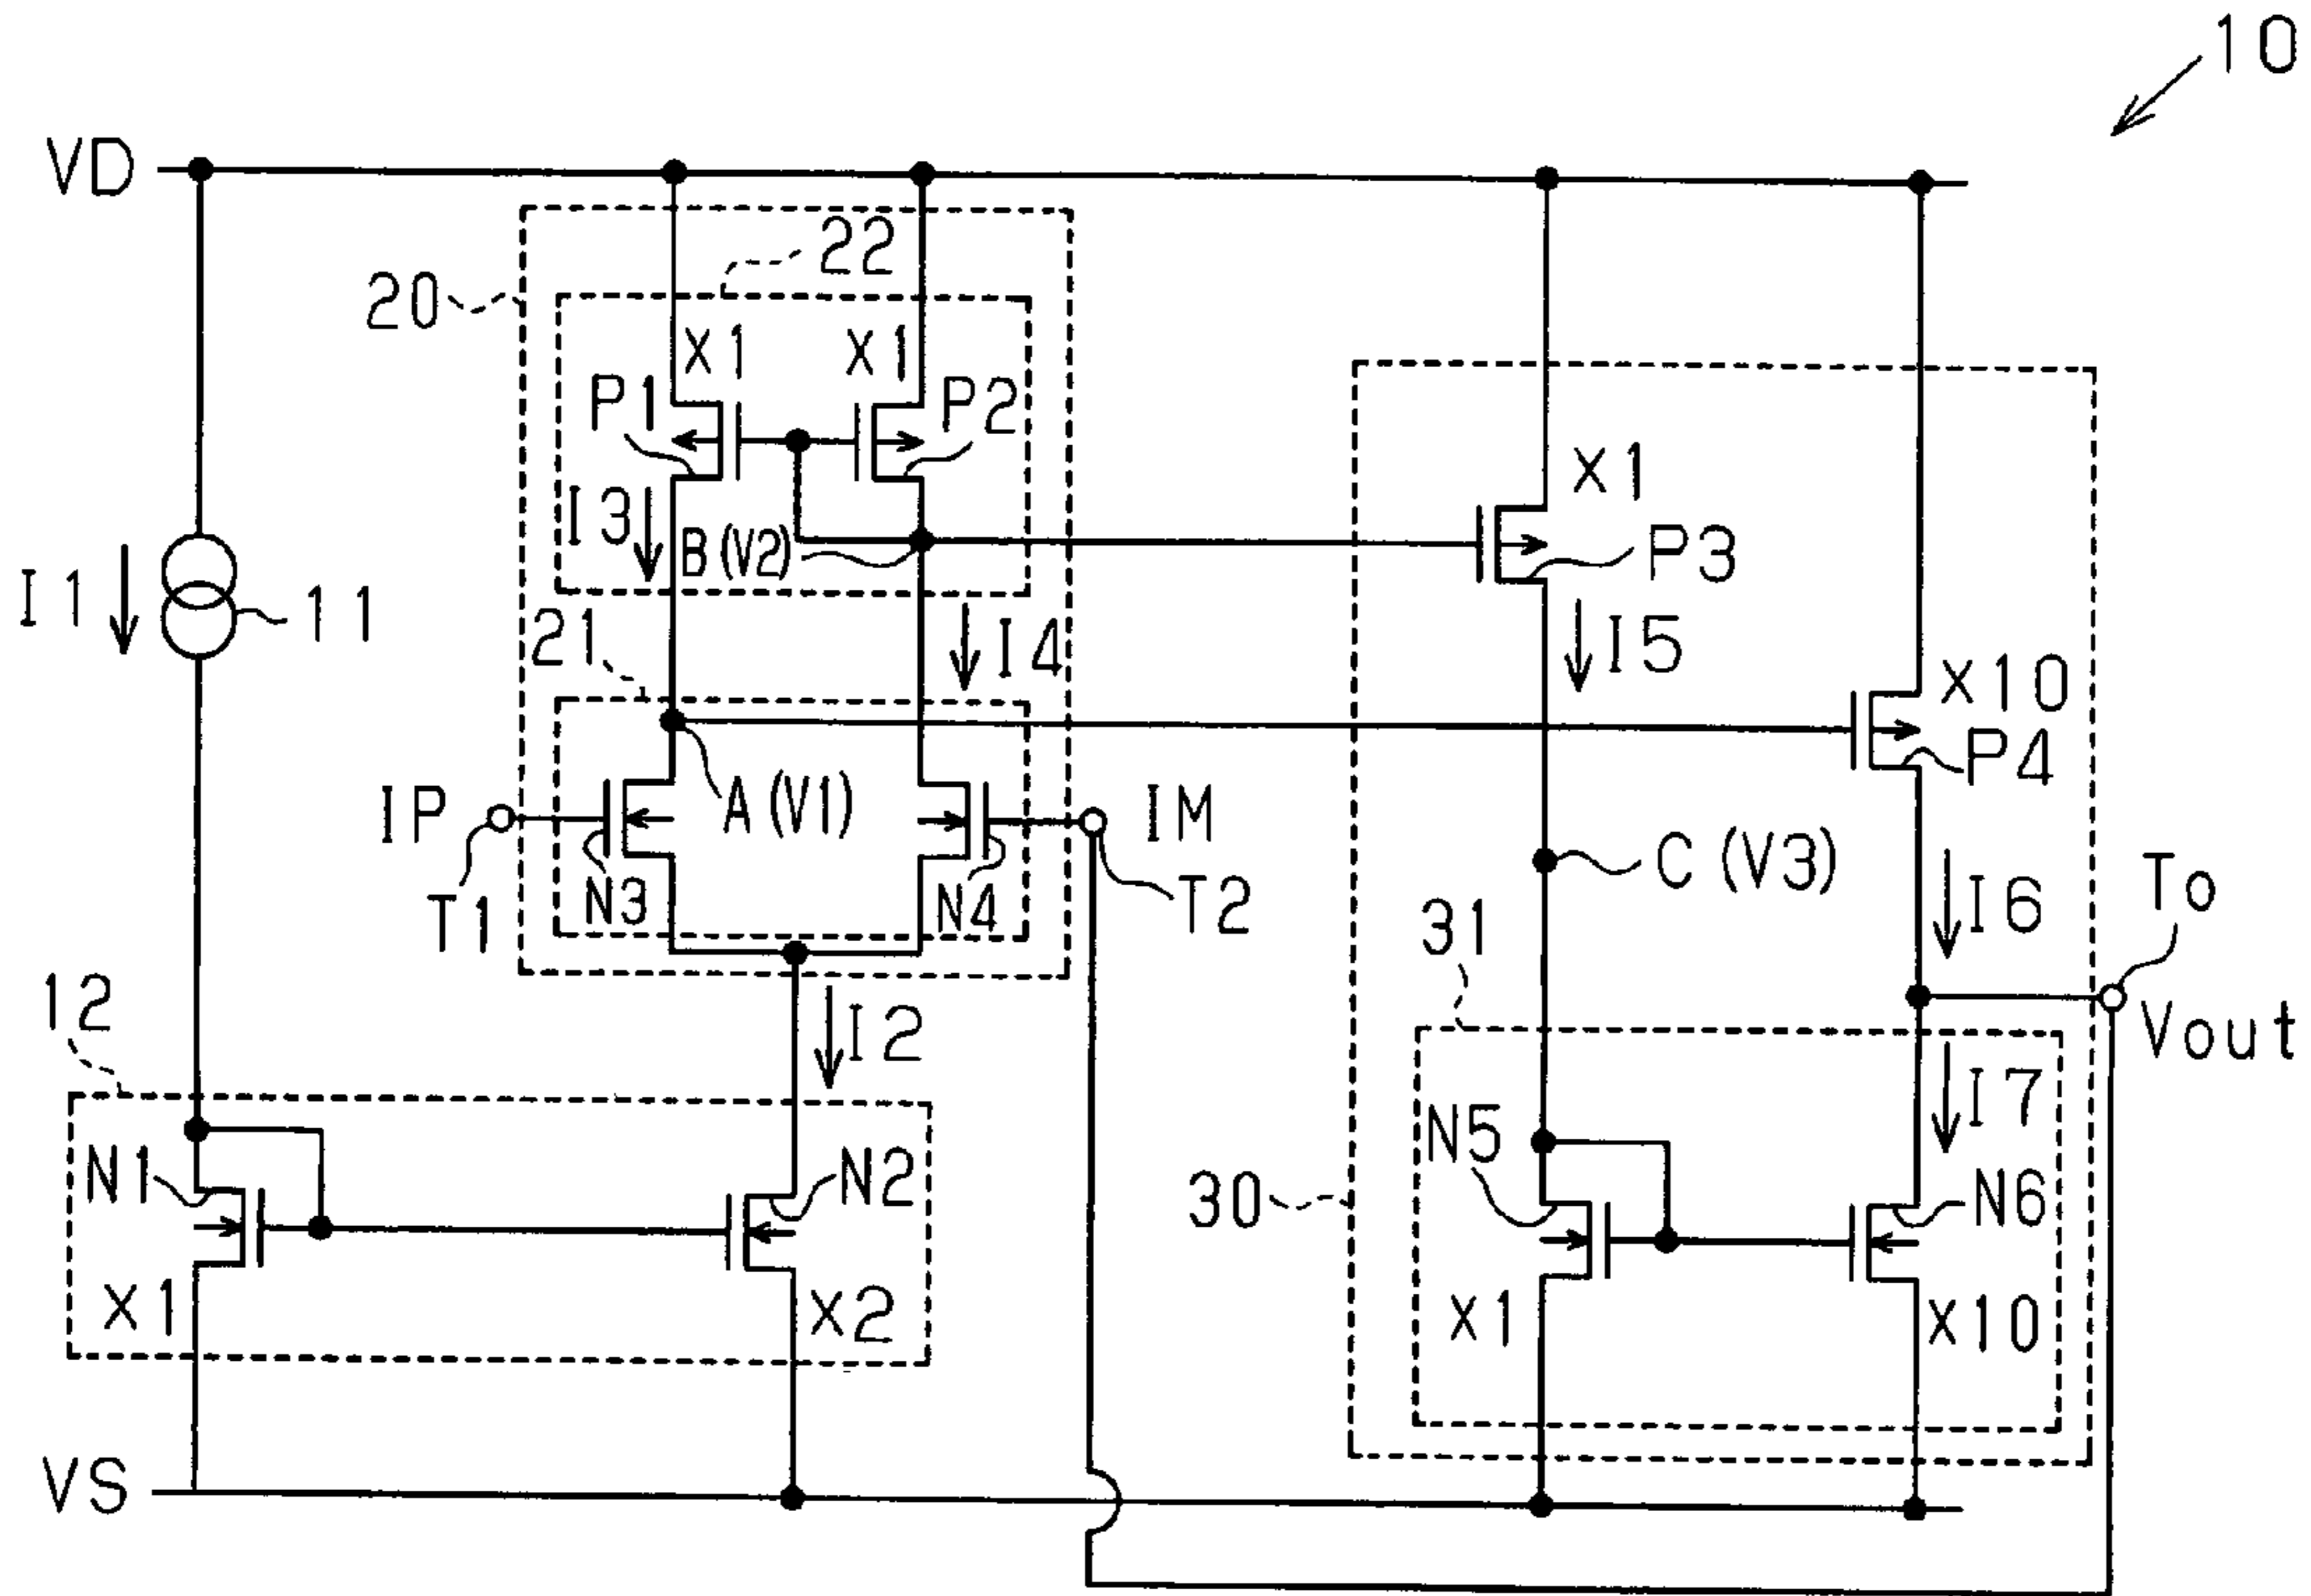 10
VD
22
20
X1 X1
P1 P2
X1
I3
B(V2)
P3
I1
11
21
I4
I5
X10
P4
IP
A(V1)
IM
C(V3)
To
T1
N3
N4
T2
I6
31
12
I2
Vout
N5
I7
N1
N2
30
N6
X1
X2
X1
X10
VS